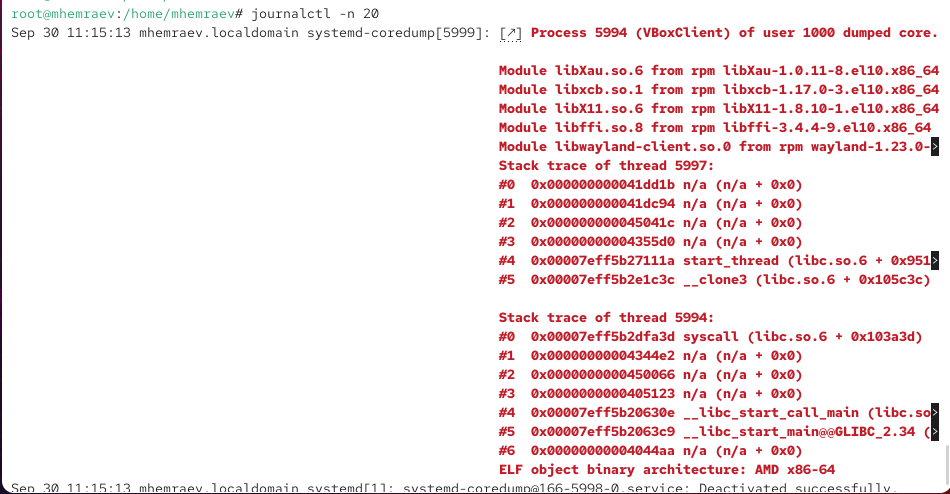 root@mhemraev:/home/mhemraev# journalctl -n 20
Sep 30 11:15:13 mhemraev.localdomain systemd-coredump[5999]: [↗] Process 5994 (VBoxClient) of user 1000 dumped core.
Module libXau.so.6 from rpm libXau-1.0.11-8.el10.x86_64
Module libxcb.so.1 from rpm libxcb-1.17.0-3.el10.x86_64
Module libX11.so.6 from rpm libX11-1.8.10-1.el10.x86_64
Module libffi.so.8 from rpm libffi-3.4.4-9.el10.x86_64
Module libwayland-client.so.0 from rpm wayland-1.23.0->
Stack trace of thread 5997:
#0  0x000000000041dd1b n/a (n/a + 0x0)
#1  0x000000000041dc94 n/a (n/a + 0x0)
#2  0x000000000045041c n/a (n/a + 0x0)
#3  0x00000000004355d0 n/a (n/a + 0x0)
#4  0x00007eff5b27111a start_thread (libc.so.6 + 0x951>
#5  0x00007eff5b2e1c3c __clone3 (libc.so.6 + 0x105c3c)
Stack trace of thread 5994:
#0  0x00007eff5b2dfa3d syscall (libc.so.6 + 0x103a3d)
#1  0x00000000004344e2 n/a (n/a + 0x0)
#2  0x0000000000450066 n/a (n/a + 0x0)
#3  0x0000000000405123 n/a (n/a + 0x0)
#4  0x00007eff5b20630e __libc_start_call_main (libc.so>
#5  0x00007eff5b2063c9 __libc_start_main@@GLIBC_2.34 (>
#6  0x00000000004044aa n/a (n/a + 0x0)
ELF object binary architecture: AMD x86-64
Sep 30 11:15:13 mhemraev.localdomain systemd[1]: systemd-coredump@166-5998-0.service: Deactivated successfully.